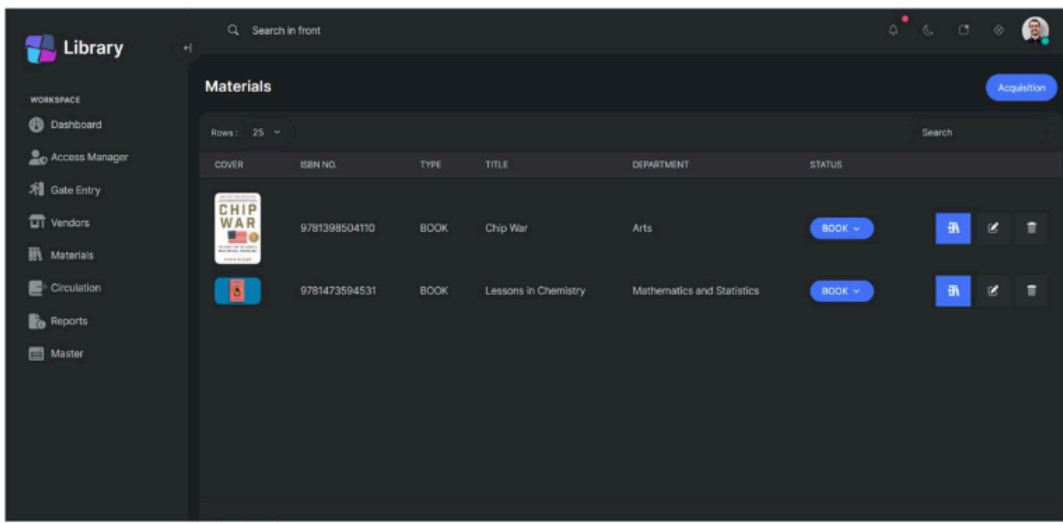 Library
Search in front
WORKSPACE
Dashboard
Access Manager
Gate Entry
Vendors
Materials
Circulation
Reports
Master
Materials
Acquisition
Rows : 25
Search
COVER ISBN NO. TYPE TITLE DEPARTMENT STATUS
CHIP
WAR
9781398504110 BOOK Chip War Arts BOOK
9781473594531 BOOK Lessons in Chemistry Mathematics and Statistics BOOK